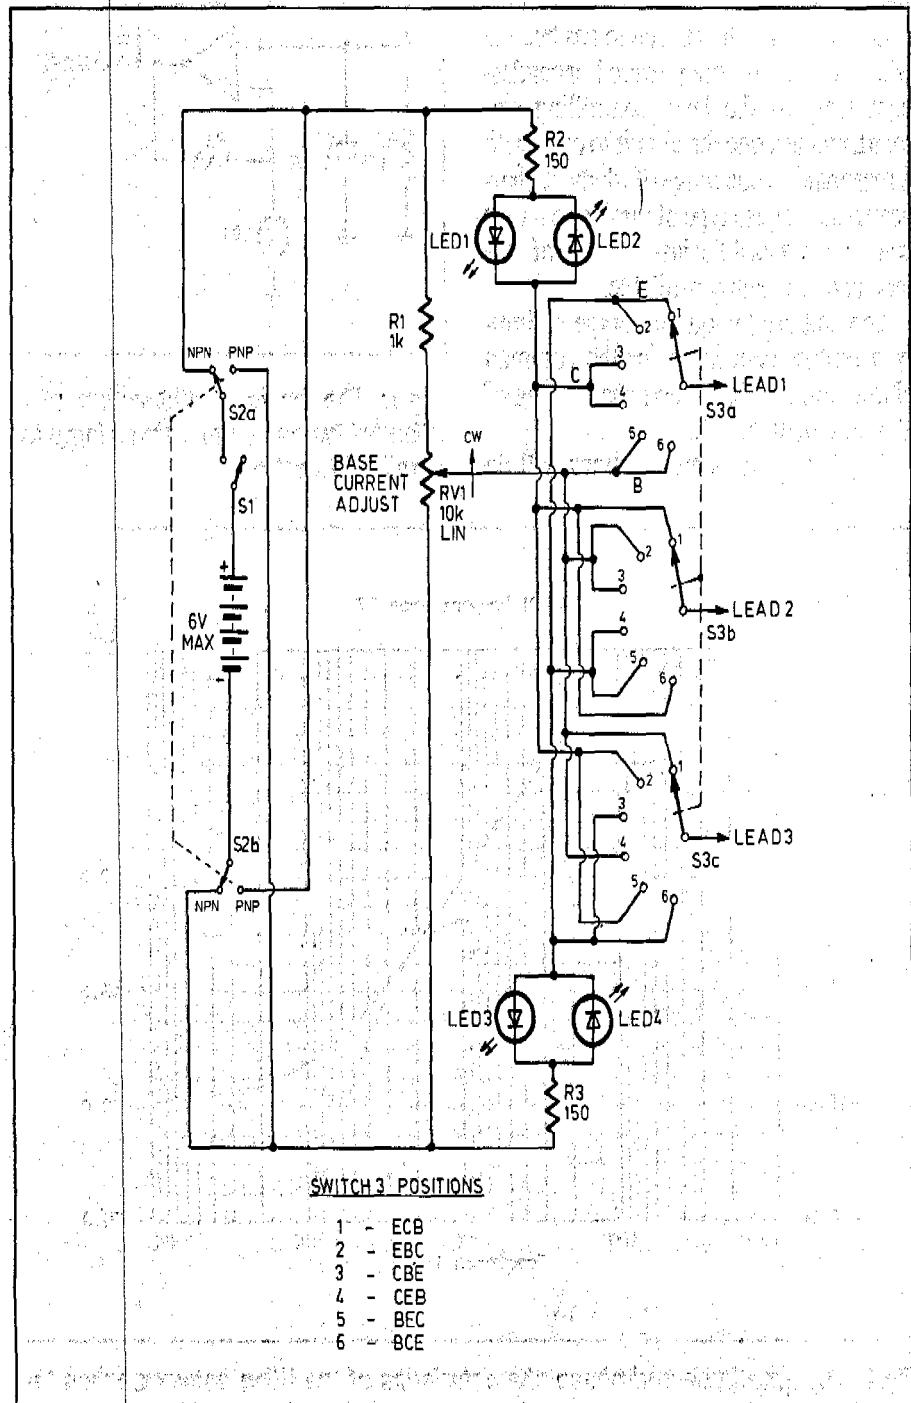 R2
150
LED1
LED2
E
1
2
R1
1k
3
C
4
LEAD1
S3a
NPN
PNP
S2a
S1
5
6
B
CW
BASE
CURRENT
ADJUST
RV1
10k
LIN
1
2
3
+
6V
MAX
-
LEAD2
S3b
4
5
6
1
2
3
LEAD3
S3c
4
S2b
NPN
PNP
5
6
LED3
LED4
R3
150
SWITCH 3 POSITIONS
1 - ECB
2 - EBC
3 - CBE
4 - CEB
5 - BEC
6 - BCE